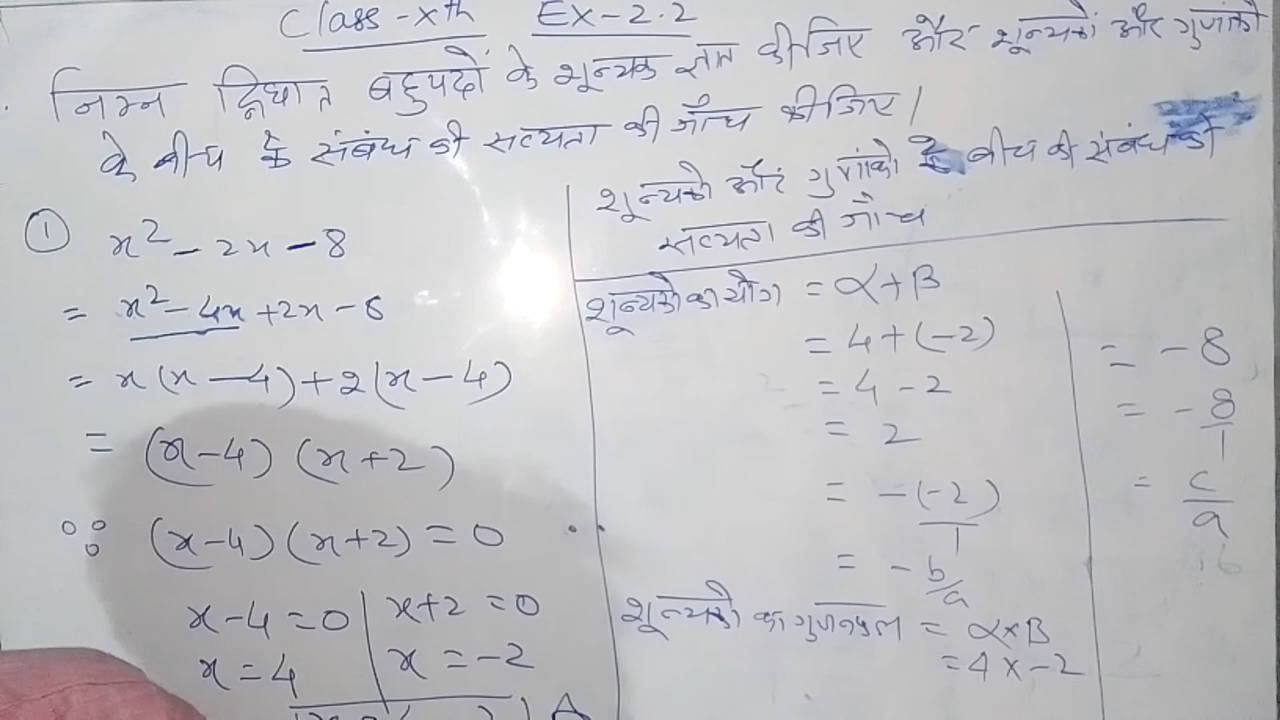 Class-Xth Ex-2.2
निम्न द्विघात बहुपदों के शून्यक ज्ञात कीजिए और शून्यकों और गुणांको
के बीच के संबंध की सत्यता की जाँच कीजिए।
① x² - 2x - 8
= x² - 4x + 2x - 8
= x(x - 4) + 2(x - 4)
= (x - 4) (x + 2)
∵ (x - 4) (x + 2) = 0
x - 4 = 0 | x + 2 = 0
x = 4 | x = -2
शून्यको और गुणांको के बीच की संबंध की
सत्यता की जाँच
शून्यको का योग = α + β
= 4 + (-2)
= 4 - 2
= 2
= -(-2)/1
= -b/a
शून्यको का गुणनफल = α × β
= 4 × -2
= -8
= -8/1
= c/a